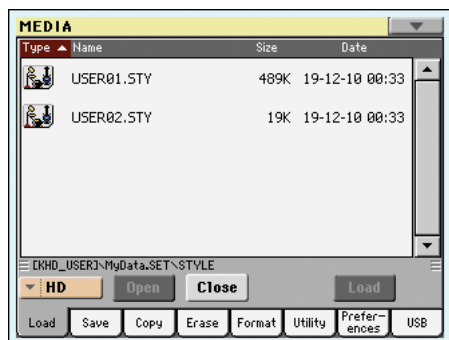 MEDIA
Type Name Size Date
USER01.STY 489K 19-12-10 00:33
USER02.STY 19K 19-12-10 00:33
[KHD_USER]\MyData.SET\STYLE
HD Open Close Load
Load Save Copy Erase Format Utility Prefer-
ences USB